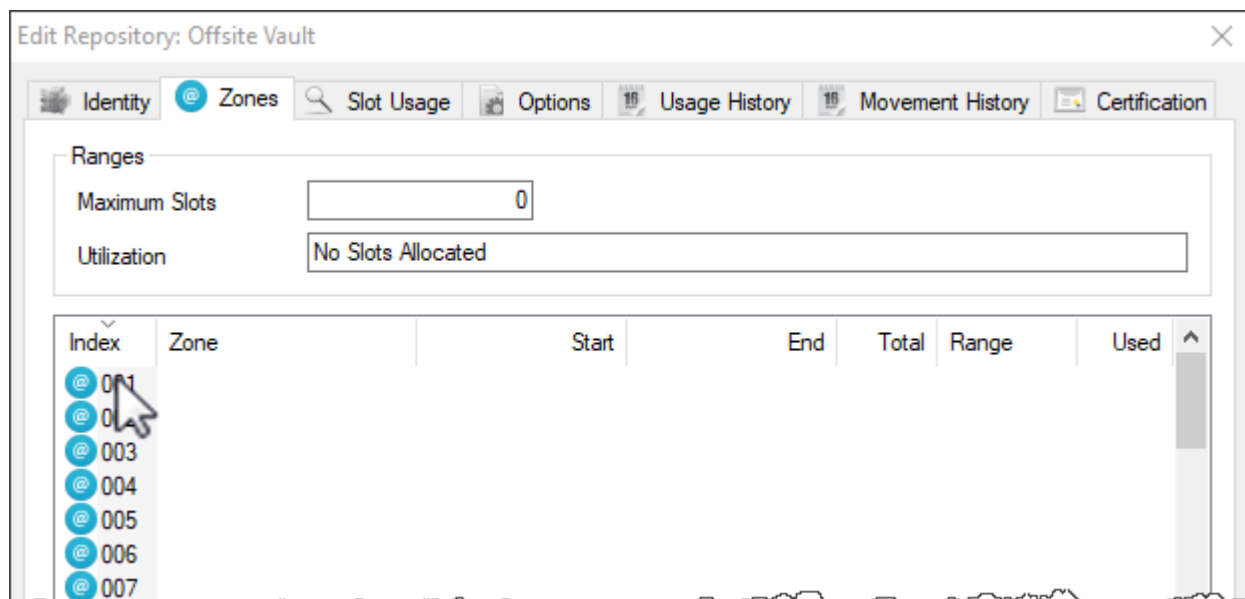 Edit Repository: Offsite Vault
Identity Zones Slot Usage Options Usage History Movement History Certification
Ranges
Maximum Slots 0
Utilization No Slots Allocated
Index Zone Start End Total Range Used
001
003
004
005
006
007